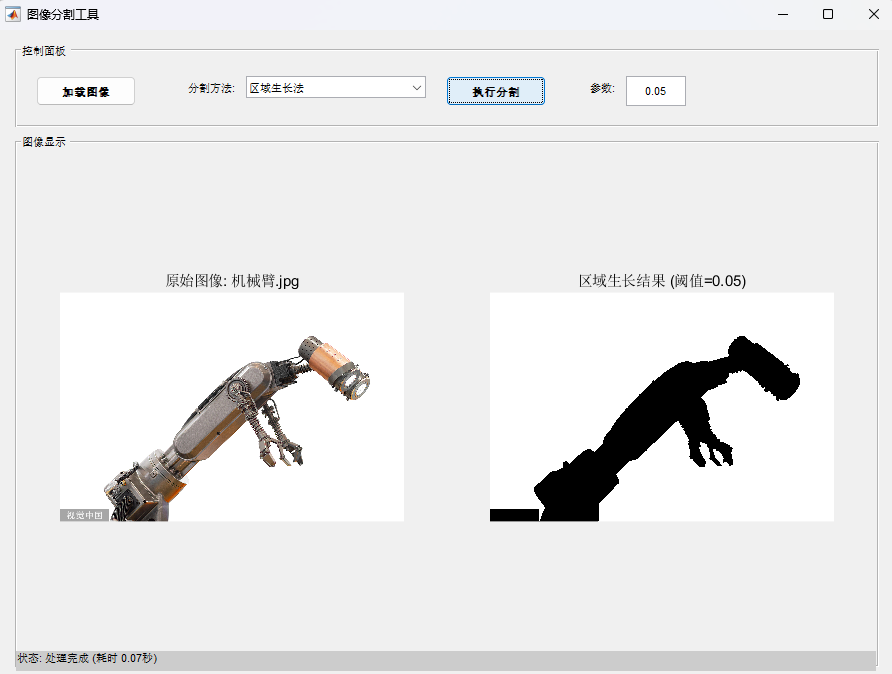 图像分割工具
控制面板
加载图像
分割方法:
区域生长法
执行分割
参数:
0.05
图像显示
原始图像: 机械臂.jpg
区域生长结果 (阈值=0.05)
视觉中国
状态: 处理完成 (耗时 0.07秒)